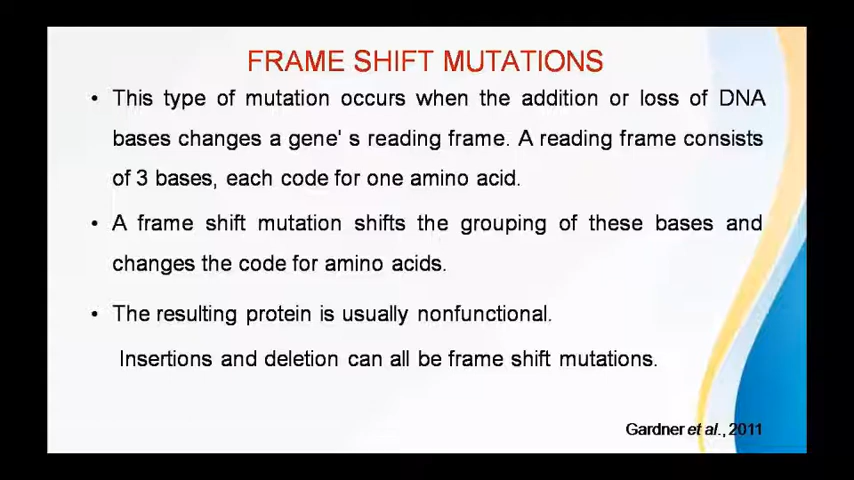 FRAME SHIFT MUTATIONS
• This type of mutation occurs when the addition or loss of DNA
bases changes a gene' s reading frame. A reading frame consists
of 3 bases, each code for one amino acid.
• A frame shift mutation shifts the grouping of these bases and
changes the code for amino acids.
• The resulting protein is usually nonfunctional.
Insertions and deletion can all be frame shift mutations.
Gardner et al., 2011